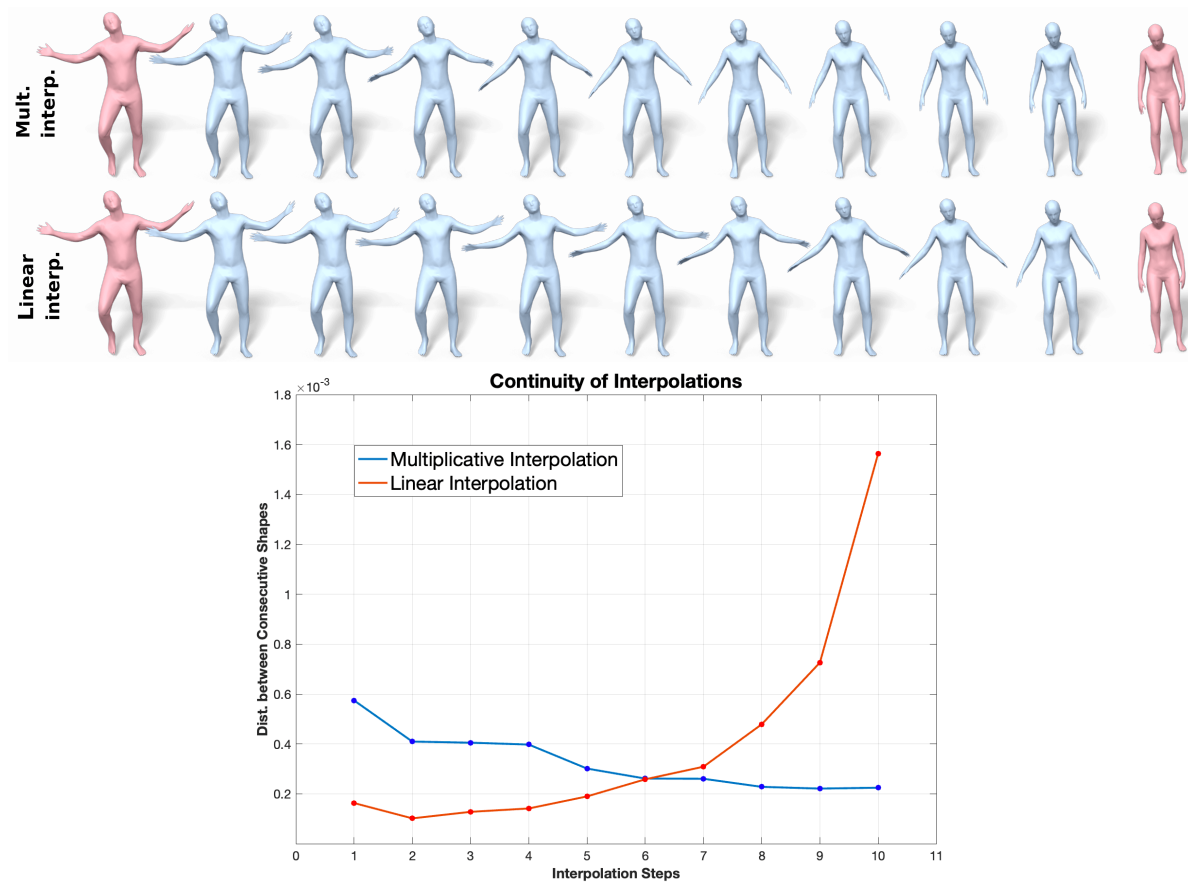 Mult.
interp.
Linear
interp.
Continuity of Interpolations
×10⁻³
1.8
1.6
1.4
1.2
1
0.8
0.6
0.4
0.2
Dist. between Consecutive Shapes
Multiplicative Interpolation
Linear Interpolation
0 1 2 3 4 5 6 7 8 9 10 11
Interpolation Steps